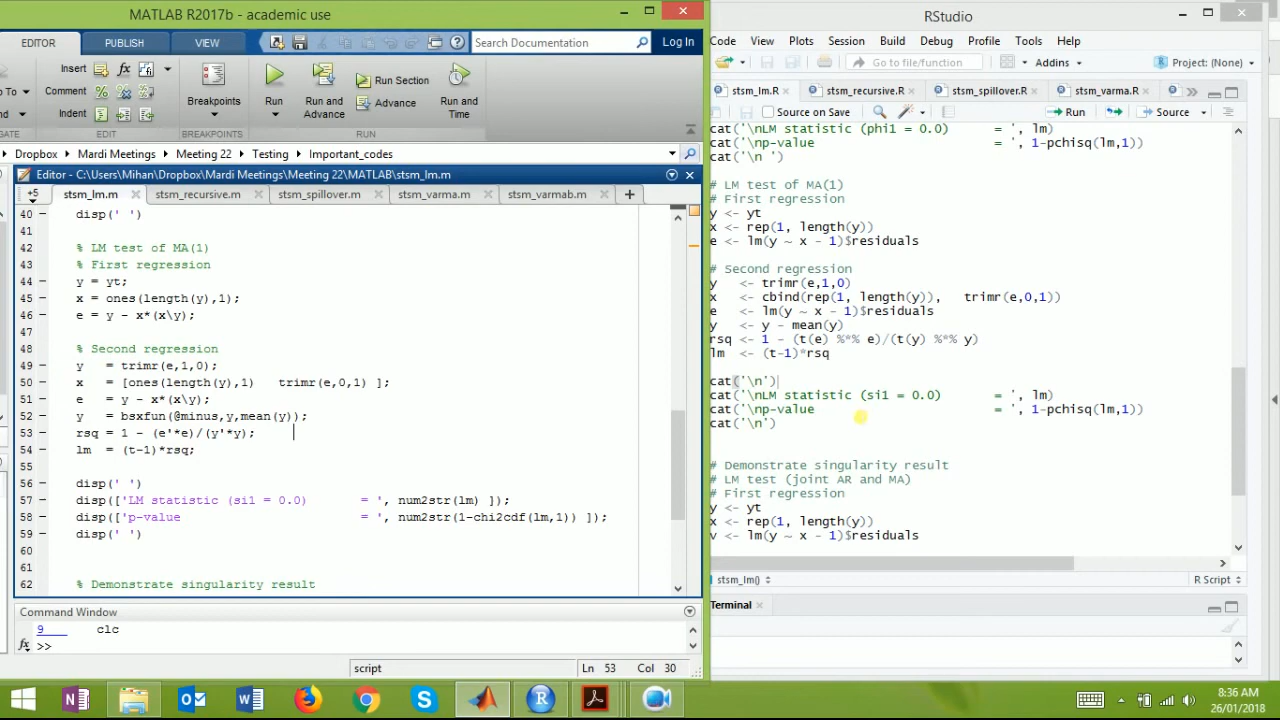 MATLAB R2017b - academic use
EDITOR PUBLISH VIEW Search Documentation Log In
Insert fx
Comment
Indent
Breakpoints
Run
Run and Advance
Run Section
Advance
Run and Time
EDIT BREAKPOINTS RUN
Dropbox Mardi Meetings Meeting 22 Testing Important_codes
Editor - C:\Users\Mihan\Dropbox\Mardi Meetings\Meeting 22\MATLAB\stsm_lm.m
+5 stsm_lm.m stsm_recursive.m stsm_spillover.m stsm_varma.m stsm_varmab.m
40 disp(' ')
41
42 % LM test of MA(1)
43 % First regression
44 y = yt;
45 x = ones(length(y),1);
46 e = y - x*(x\y);
47
48 % Second regression
49 y = trimr(e,1,0);
50 x = [ones(length(y),1) trimr(e,0,1) ];
51 e = y - x*(x\y);
52 y = bsxfun(@minus,y,mean(y));
53 rsq = 1 - (e'*e)/(y'*y);
54 lm = (t-1)*rsq;
55
56 disp(' ')
57 disp(['LM statistic (si1 = 0.0) = ', num2str(lm) ]);
58 disp(['p-value = ', num2str(1-chi2cdf(lm,1)) ]);
59 disp(' ')
60
61
62 % Demonstrate singularity result
Command Window
9 clc
fx >>
script Ln 53 Col 30
RStudio
Code View Plots Session Build Debug Profile Tools Help
Go to file/function Addins Project: (None)
stsm_lm.R stsm_recursive.R stsm_spillover.R stsm_varma.R
Source on Save Run Source
cat('\nLM statistic (phi1 = 0.0) = ', lm)
cat('\np-value = ', 1-pchisq(lm,1))
cat('\n ')
# LM test of MA(1)
# First regression
y <- yt
x <- rep(1, length(y))
e <- lm(y ~ x - 1)$residuals
# Second regression
y <- trimr(e,1,0)
x <- cbind(rep(1, length(y)), trimr(e,0,1))
e <- lm(y ~ x - 1)$residuals
y <- y - mean(y)
rsq <- 1 - (t(e) %*% e)/(t(y) %*% y)
lm <- (t-1)*rsq
cat('\n')
cat('\nLM statistic (si1 = 0.0) = ', lm)
cat('\np-value = ', 1-pchisq(lm,1))
cat('\n')
# Demonstrate singularity result
# LM test (joint AR and MA)
# First regression
y <- yt
x <- rep(1, length(y))
v <- lm(y ~ x - 1)$residuals
stsm_lm() R Script
Terminal
8:36 AM
26/01/2018